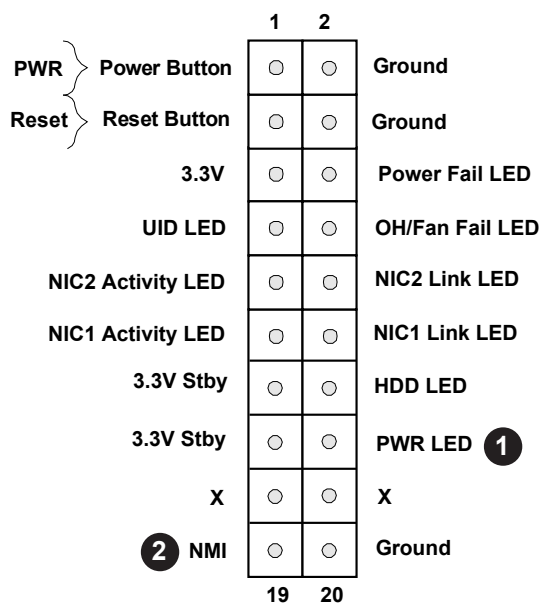 1 2
PWR Power Button Ground
Reset Reset Button Ground
3.3V Power Fail LED
UID LED OH/Fan Fail LED
NIC2 Activity LED NIC2 Link LED
NIC1 Activity LED NIC1 Link LED
3.3V Stby HDD LED
3.3V Stby PWR LED 1
X X
2 NMI Ground
19 20